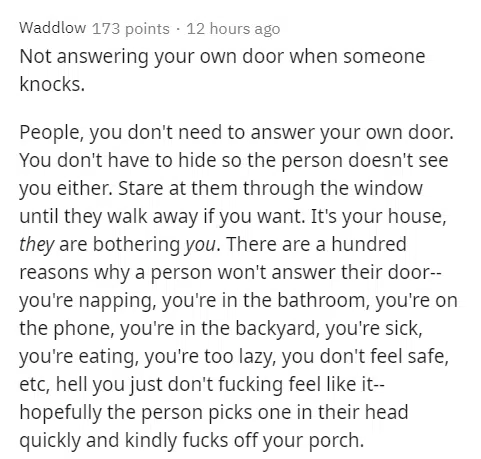 Waddlow 173 points · 12 hours ago
Not answering your own door when someone
knocks.
People, you don't need to answer your own door.
You don't have to hide so the person doesn't see
you either. Stare at them through the window
until they walk away if you want. It's your house,
they are bothering you. There are a hundred
reasons why a person won't answer their door--
you're napping, you're in the bathroom, you're on
the phone, you're in the backyard, you're sick,
you're eating, you're too lazy, you don't feel safe,
etc, hell you just don't fucking feel like it--
hopefully the person picks one in their head
quickly and kindly fucks off your porch.